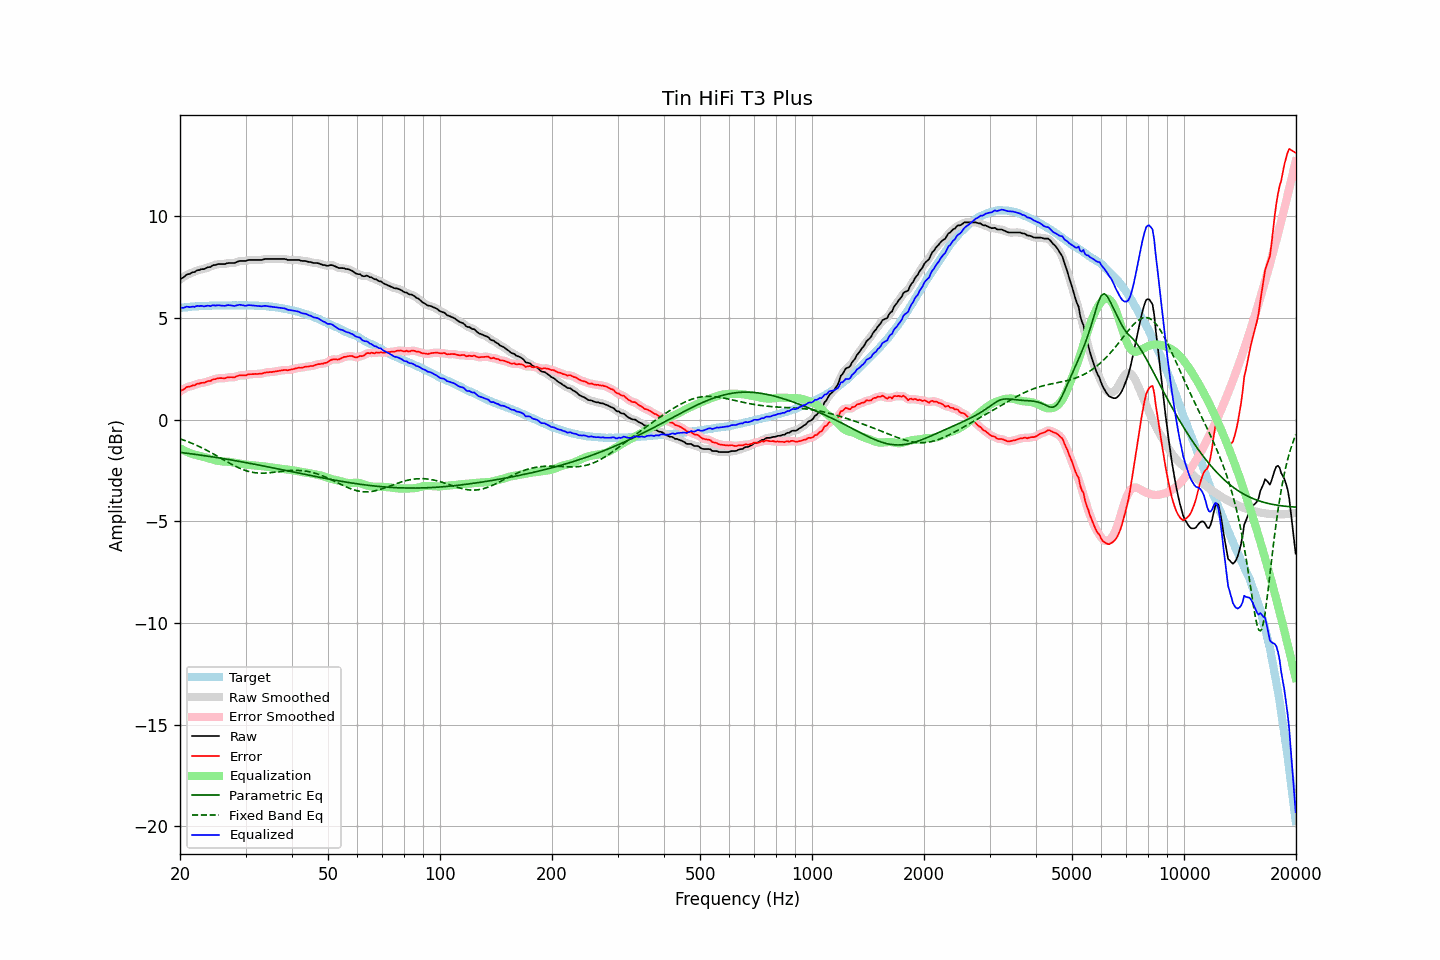 Tin HiFi T3 Plus
Amplitude (dBr)
10
5
0
−5
−10
−15
−20
Target
Raw Smoothed
Error Smoothed
Raw
Error
Equalization
Parametric Eq
Fixed Band Eq
Equalized
20
50
100
200
500
1000
2000
5000
10000
20000
Frequency (Hz)